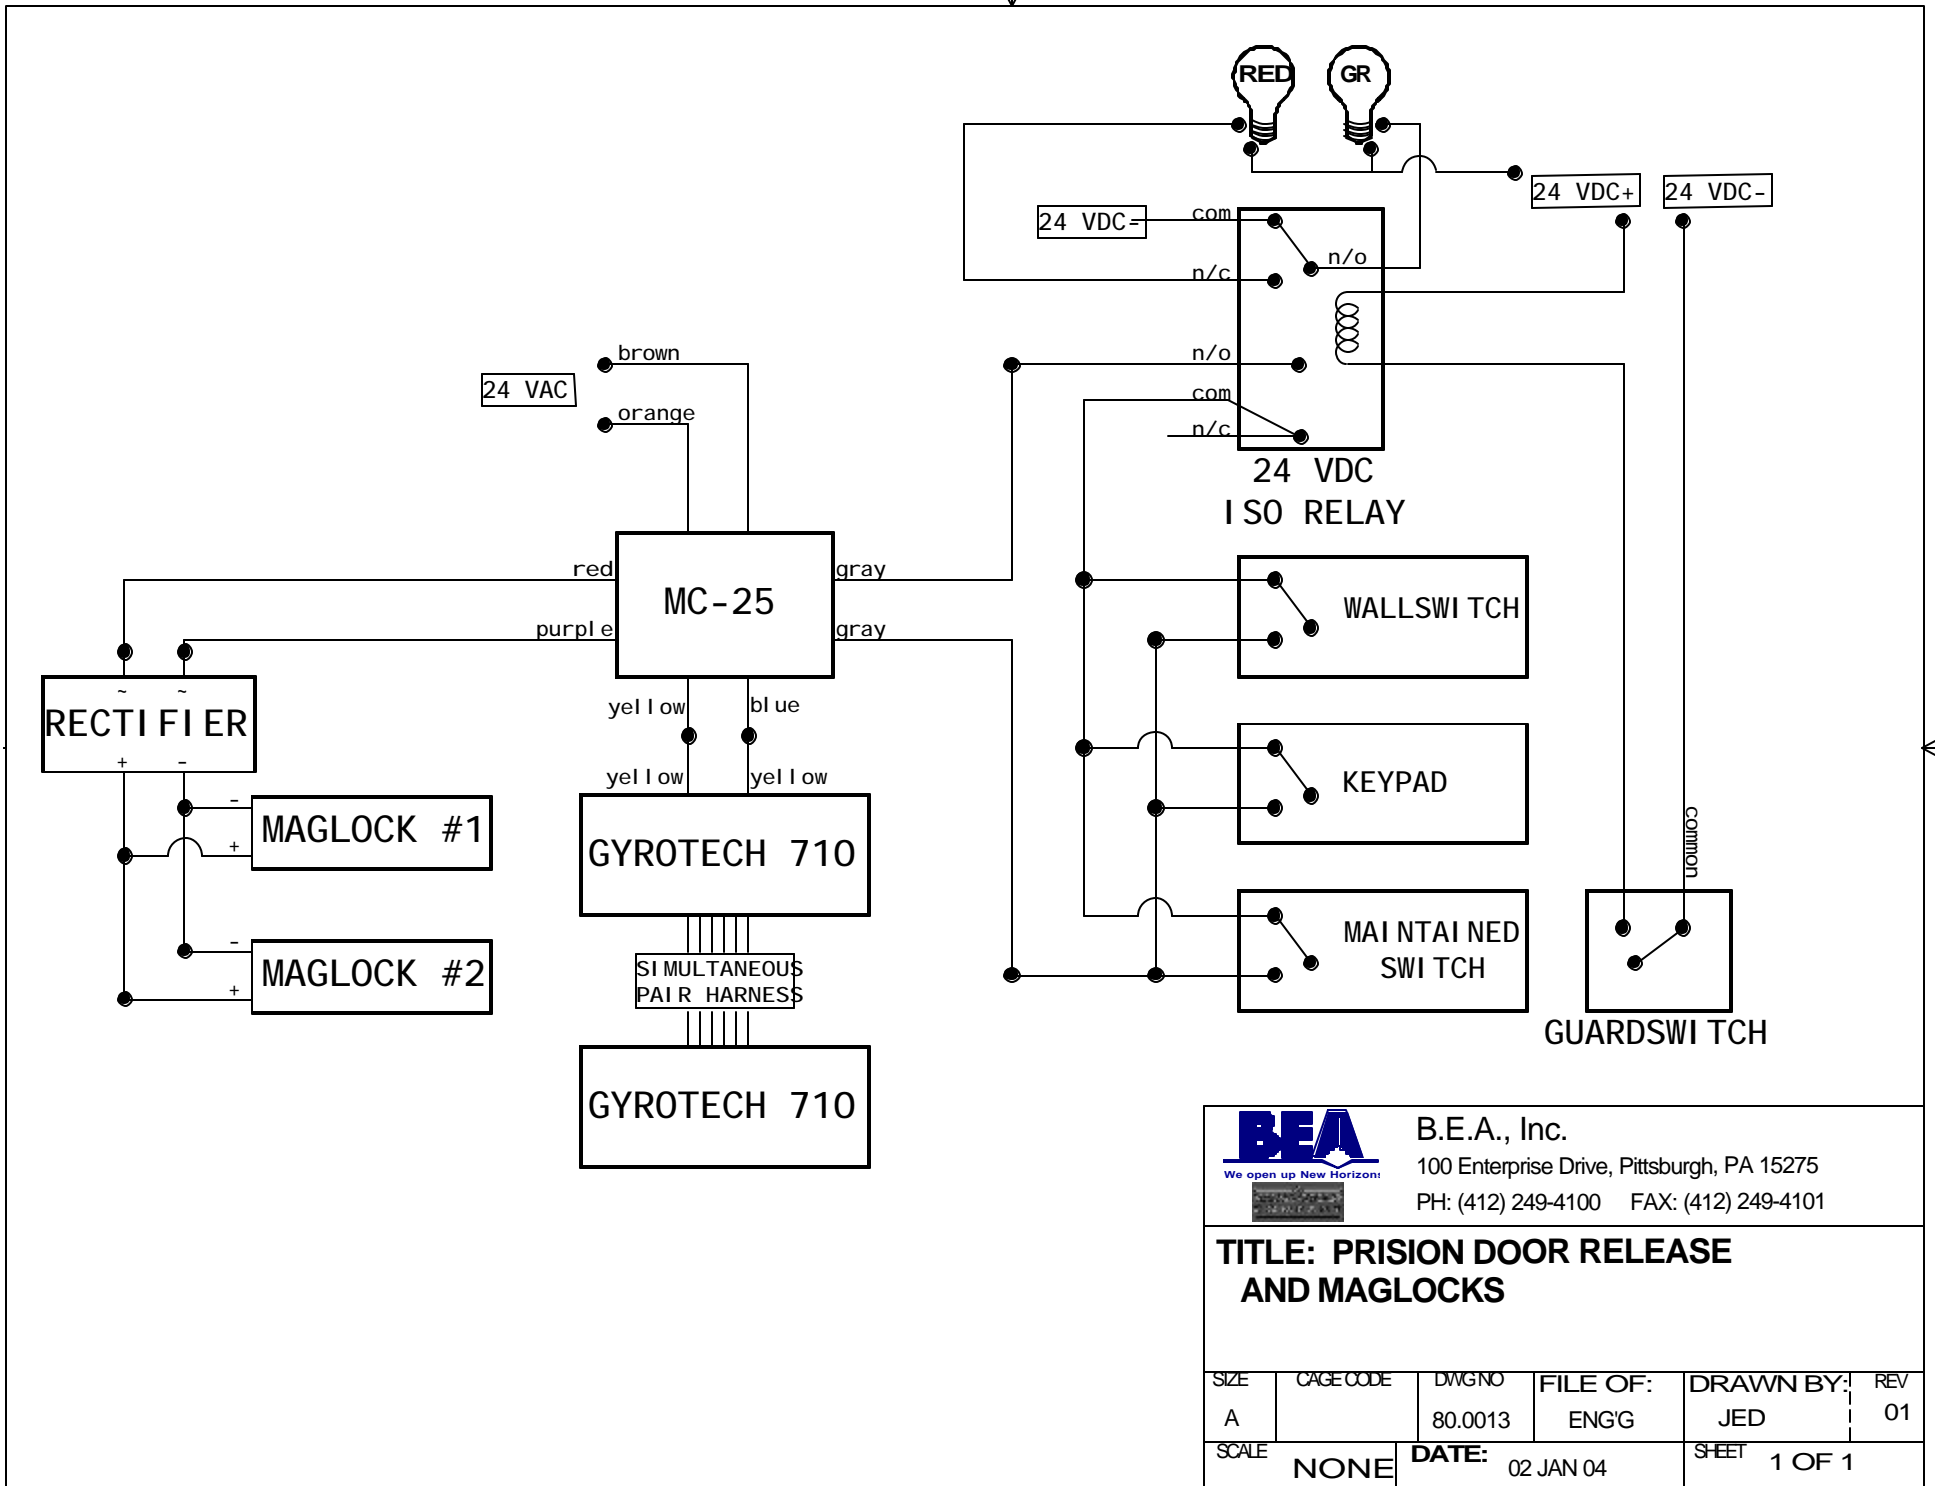 RED GR
24 VDC+ 24 VDC-
24 VDC- com
n/o
n/c
brown
24 VAC
orange
n/o
com
n/c
24 VDC
ISO RELAY
red
gray
MC-25
purple
gray
WALLSWITCH
~ ~
RECTIFIER
+ -
yellow blue
yellow yellow
KEYPAD
-
MAGLOCK #1
+
GYROTECH 710
common
-
MAGLOCK #2
+
SIMULTANEOUS
PAIR HARNESS
MAINTAINED
SWITCH
GUARDSWITCH
GYROTECH 710
BEA
We open up New Horizons
B.E.A., Inc.
100 Enterprise Drive, Pittsburgh, PA 15275
PH: (412) 249-4100 FAX: (412) 249-4101
TITLE: PRISION DOOR RELEASE
AND MAGLOCKS
SIZE CAGE CODE DWG NO FILE OF: DRAWN BY: REV
A 80.0013 ENG'G JED 01
SCALE NONE DATE: 02 JAN 04 SHEET 1 OF 1